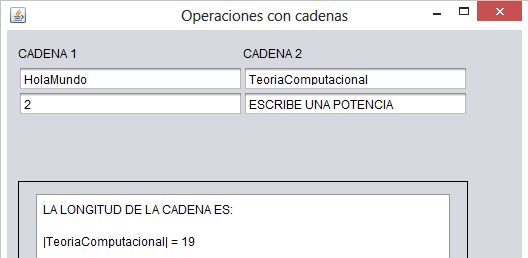 Operaciones con cadenas
CADENA 1 CADENA 2
HolaMundo TeoriaComputacional
2 ESCRIBE UNA POTENCIA
LA LONGITUD DE LA CADENA ES:
|TeoriaComputacional| = 19